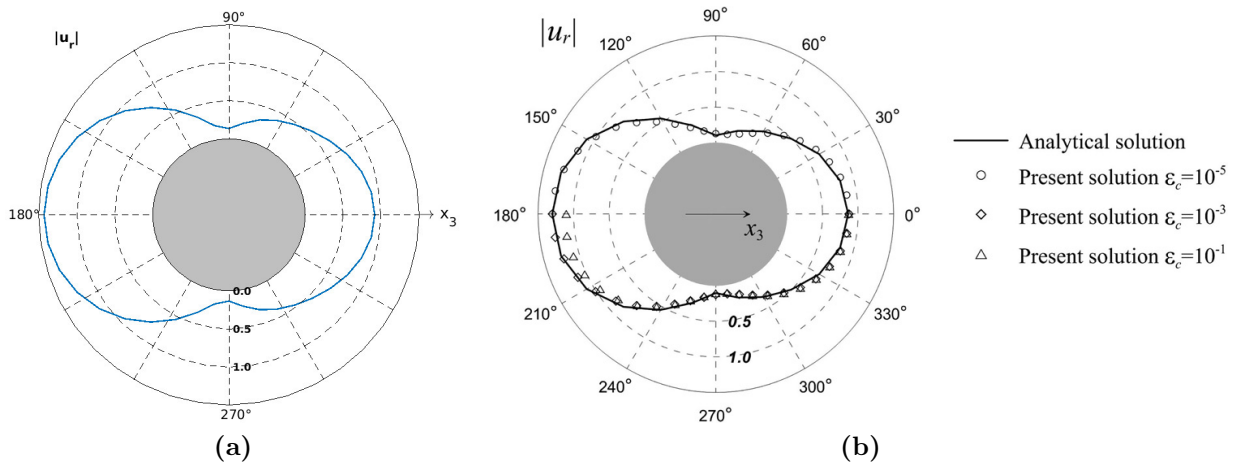 90°
|u_r|
180°
x_3
0.0
0.5
1.0
270°
(a)
|u_r|
90°
120°
60°
150°
30°
180°
0°
x_3
210°
330°
0.5
1.0
240°
300°
270°
(b)
Analytical solution
Present solution ε_c=10^-5
Present solution ε_c=10^-3
Present solution ε_c=10^-1